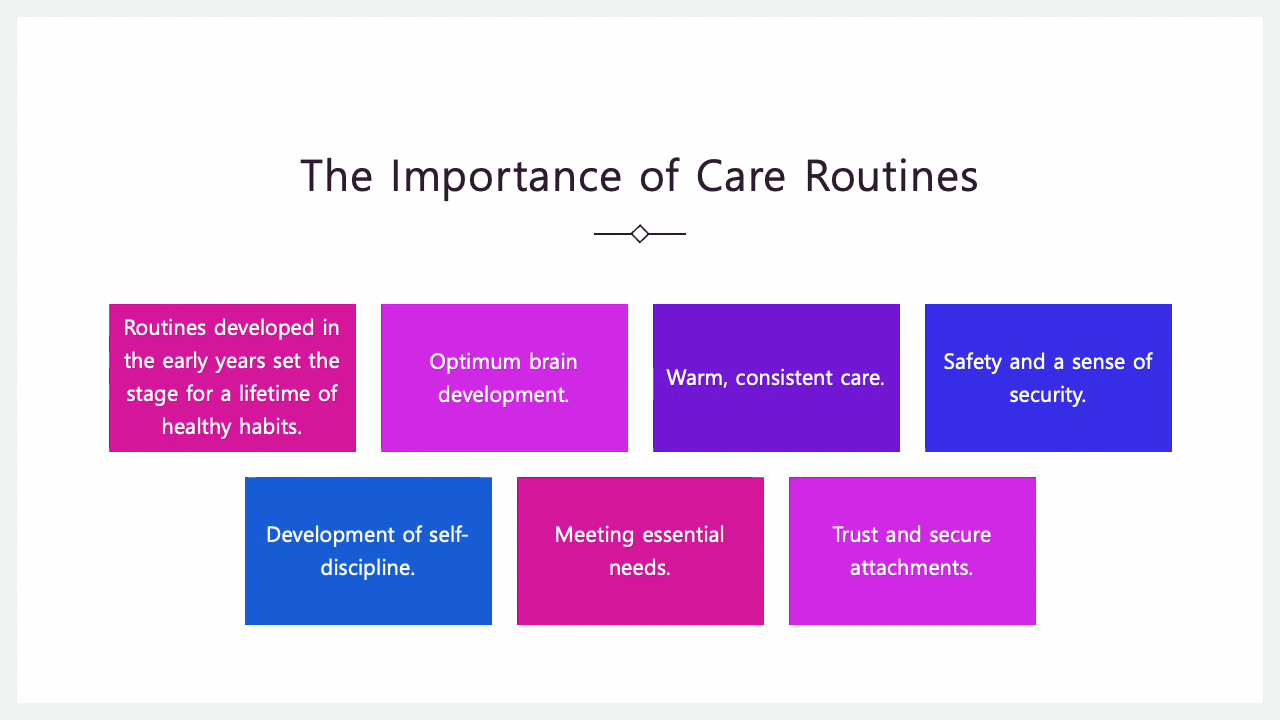 The Importance of Care Routines
Routines developed in
the early years set the
stage for a lifetime of
healthy habits.
Optimum brain
development.
Warm, consistent care.
Safety and a sense of
security.
Development of self-
discipline.
Meeting essential
needs.
Trust and secure
attachments.